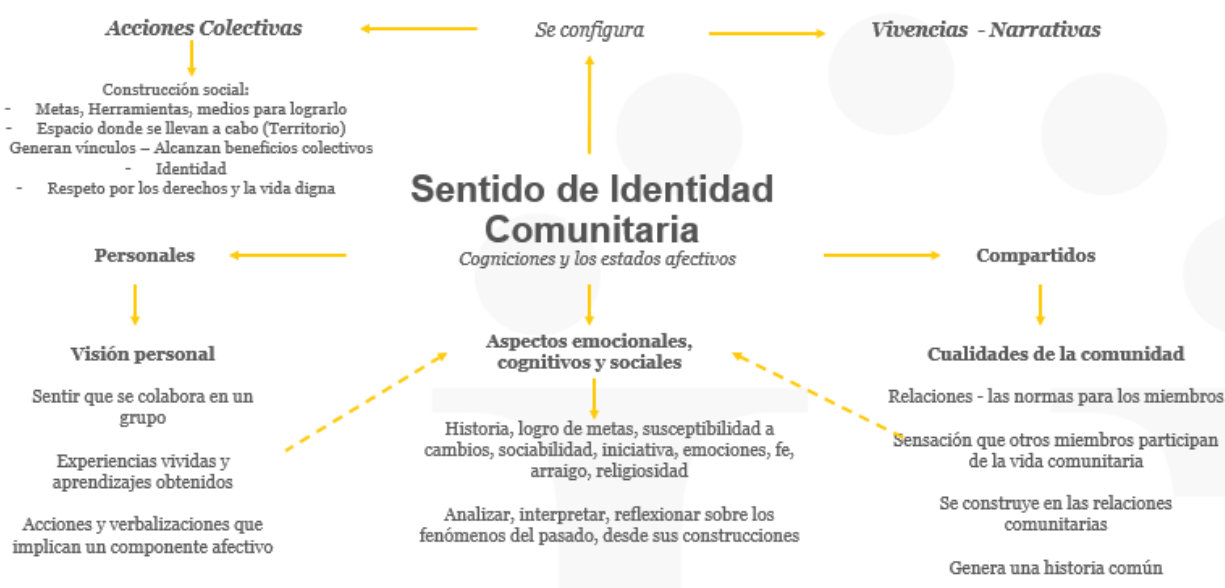 Acciones Colectivas
Se configura
Vivencias - Narrativas
Construcción social:
- Metas, Herramientas, medios para lograrlo
- Espacio donde se llevan a cabo (Territorio)
Generan vínculos – Alcanzan beneficios colectivos
- Identidad
- Respeto por los derechos y la vida digna
Sentido de Identidad
Comunitaria
Cogniciones y los estados afectivos
Personales
Compartidos
Visión personal
Sentir que se colabora en un
grupo
Experiencias vividas y
aprendizajes obtenidos
Acciones y verbalizaciones que
implican un componente afectivo
Aspectos emocionales,
cognitivos y sociales
Historia, logro de metas, susceptibilidad a
cambios, sociabilidad, iniciativa, emociones, fe,
arraigo, religiosidad
Analizar, interpretar, reflexionar sobre los
fenómenos del pasado, desde sus construcciones
Cualidades de la comunidad
Relaciones - las normas para los miembros
Sensación que otros miembros participan
de la vida comunitaria
Se construye en las relaciones
comunitarias
Genera una historia común